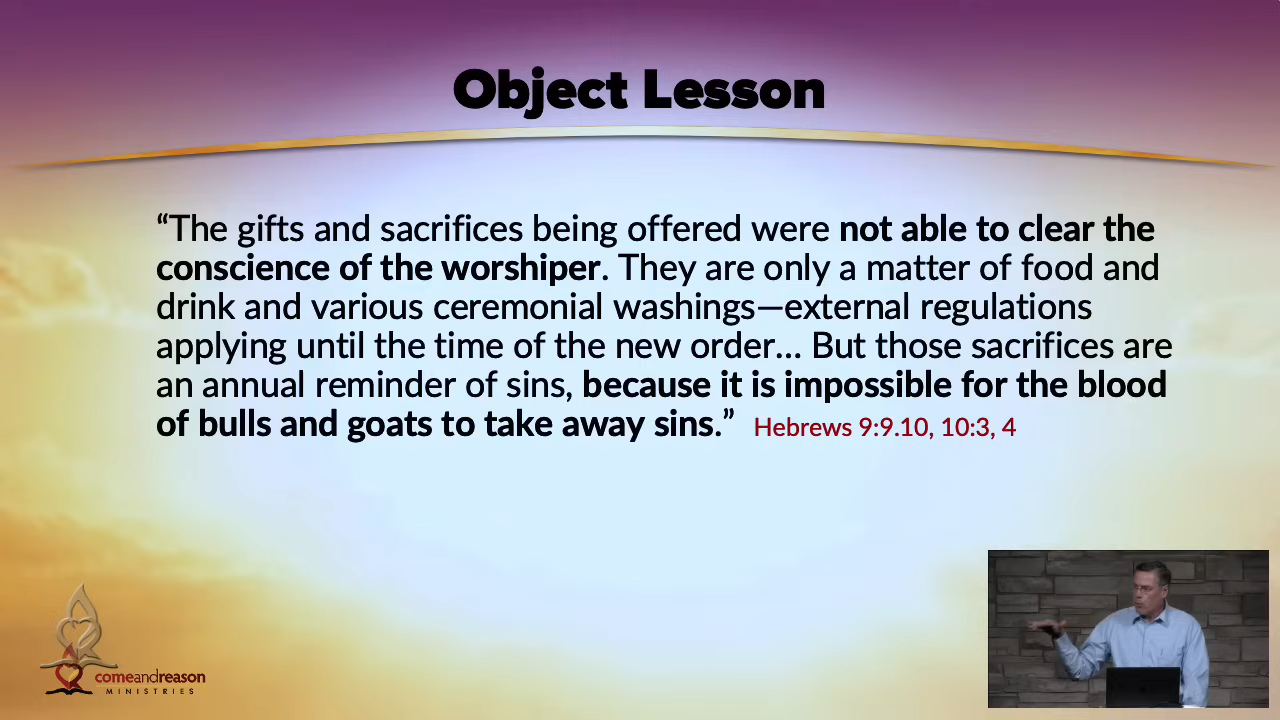 Object Lesson
“The gifts and sacrifices being offered were not able to clear the
conscience of the worshiper. They are only a matter of food and
drink and various ceremonial washings—external regulations
applying until the time of the new order... But those sacrifices are
an annual reminder of sins, because it is impossible for the blood
of bulls and goats to take away sins.” Hebrews 9:9.10, 10:3, 4
comeandreason
MINISTRIES